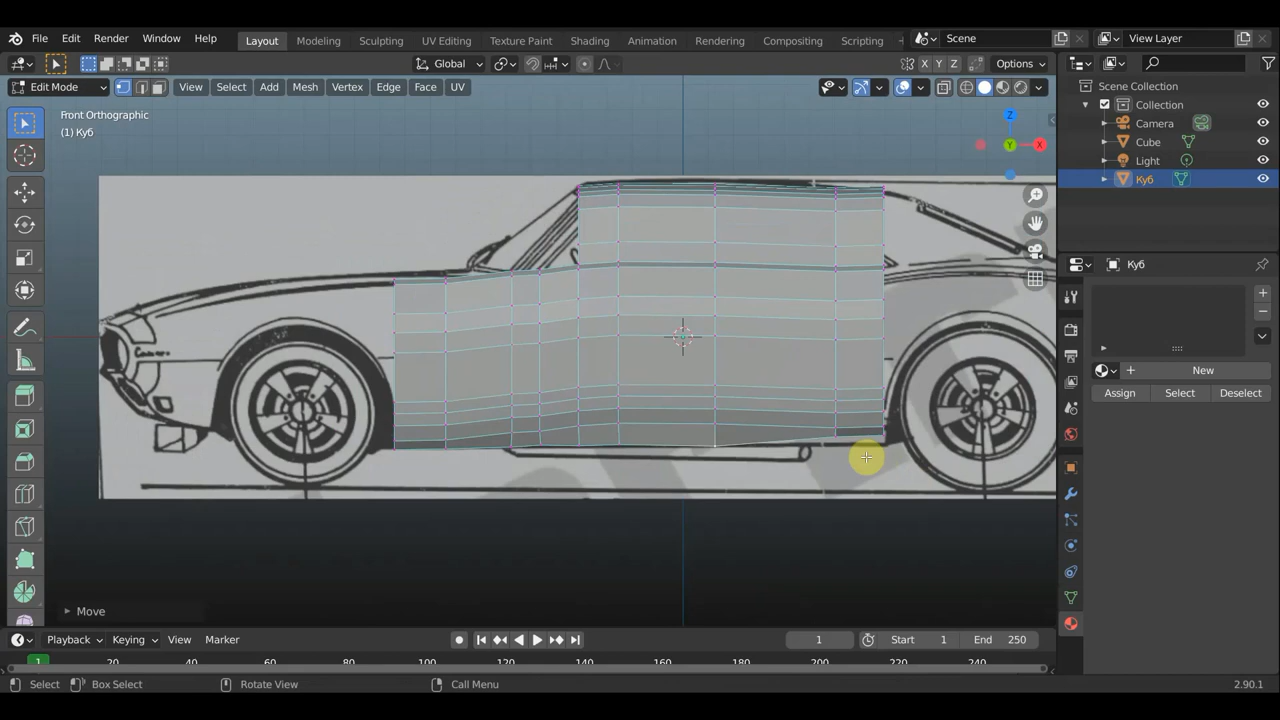 File Edit Render Window Help Layout Modeling Sculpting UV Editing Texture Paint Shading Animation Rendering Compositing Scripting + Scene View Layer
Global Options
X Y Z
Edit Mode View Select Add Mesh Vertex Edge Face UV
Scene Collection
Front Orthographic
(1) Куб
Z
Y X
Collection
Camera
Cube
Light
Куб
Куб
New
Assign Select Deselect
Move
Playback Keying View Marker 1 Start 1 End 250
1 20 40 60 80 100 120 140 160 180 200 220 240
Select Box Select Rotate View Call Menu 2.90.1